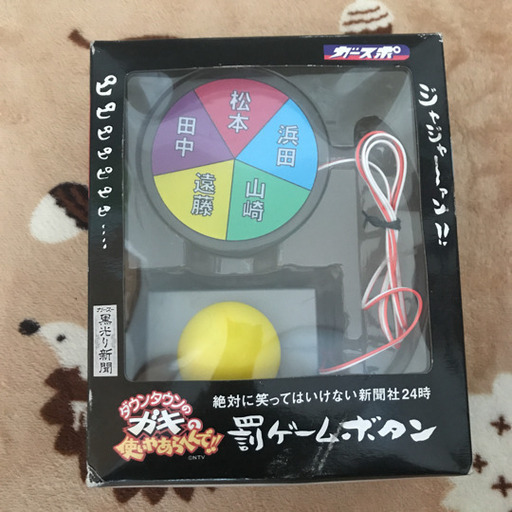 ガースポ
ジャジャーーン!!
ピピピピピピピ....
松本
浜田
山崎
遠藤
田中
ガースー
黒光り新聞
ダウンタウンの
ガキの
使いやあらへんで!!
©NTV
絶対に笑ってはいけない新聞社24時
罰ゲームボタン